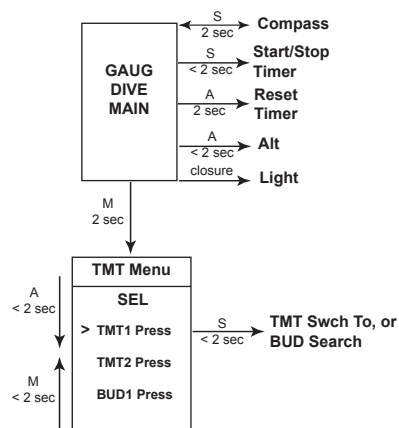 GAUG
DIVE
MAIN
S
2 sec
Compass
S
< 2 sec
Start/Stop
Timer
A
2 sec
Reset
Timer
A
< 2 sec
Alt
closure
Light
M
2 sec
TMT Menu
SEL
> TMT1 Press
TMT2 Press
BUD1 Press
A
< 2 sec
M
< 2 sec
S
< 2 sec
TMT Swch To, or
BUD Search